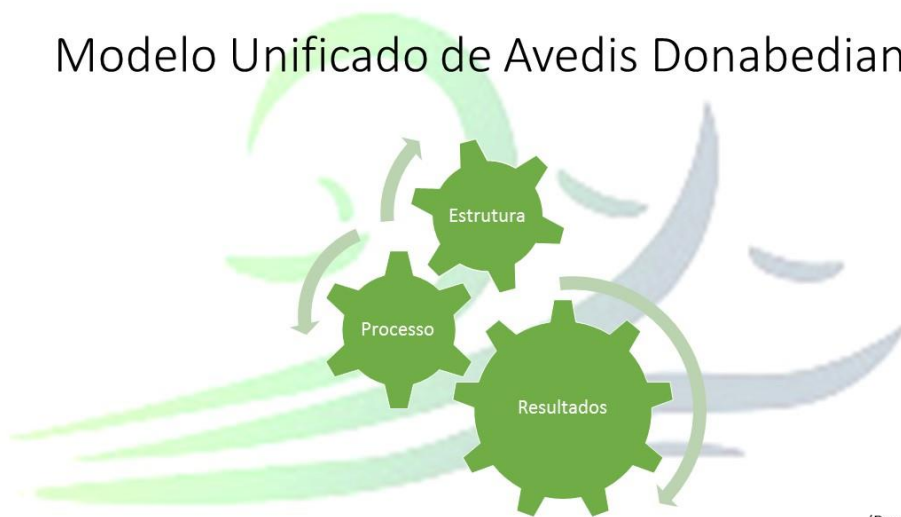 Modelo Unificado de Avedis Donabedian
Estrutura
Processo
Resultados